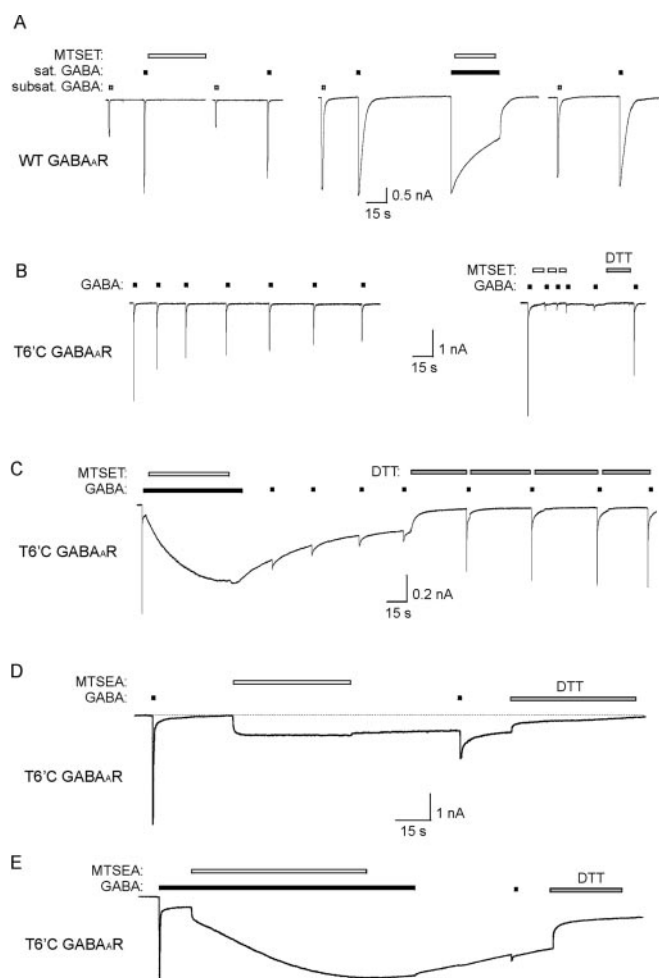 A
MTSET:
sat. GABA:
subsat. GABA:
WT GABAAR
0.5 nA
15 s
B
GABA:
MTSET:
DTT
GABA:
T6'C GABAAR
1 nA
15 s
C
MTSET:
DTT:
GABA:
T6'C GABAAR
0.2 nA
15 s
D
MTSEA:
GABA:
DTT
T6'C GABAAR
1 nA
15 s
E
MTSEA:
GABA:
DTT
T6'C GABAAR